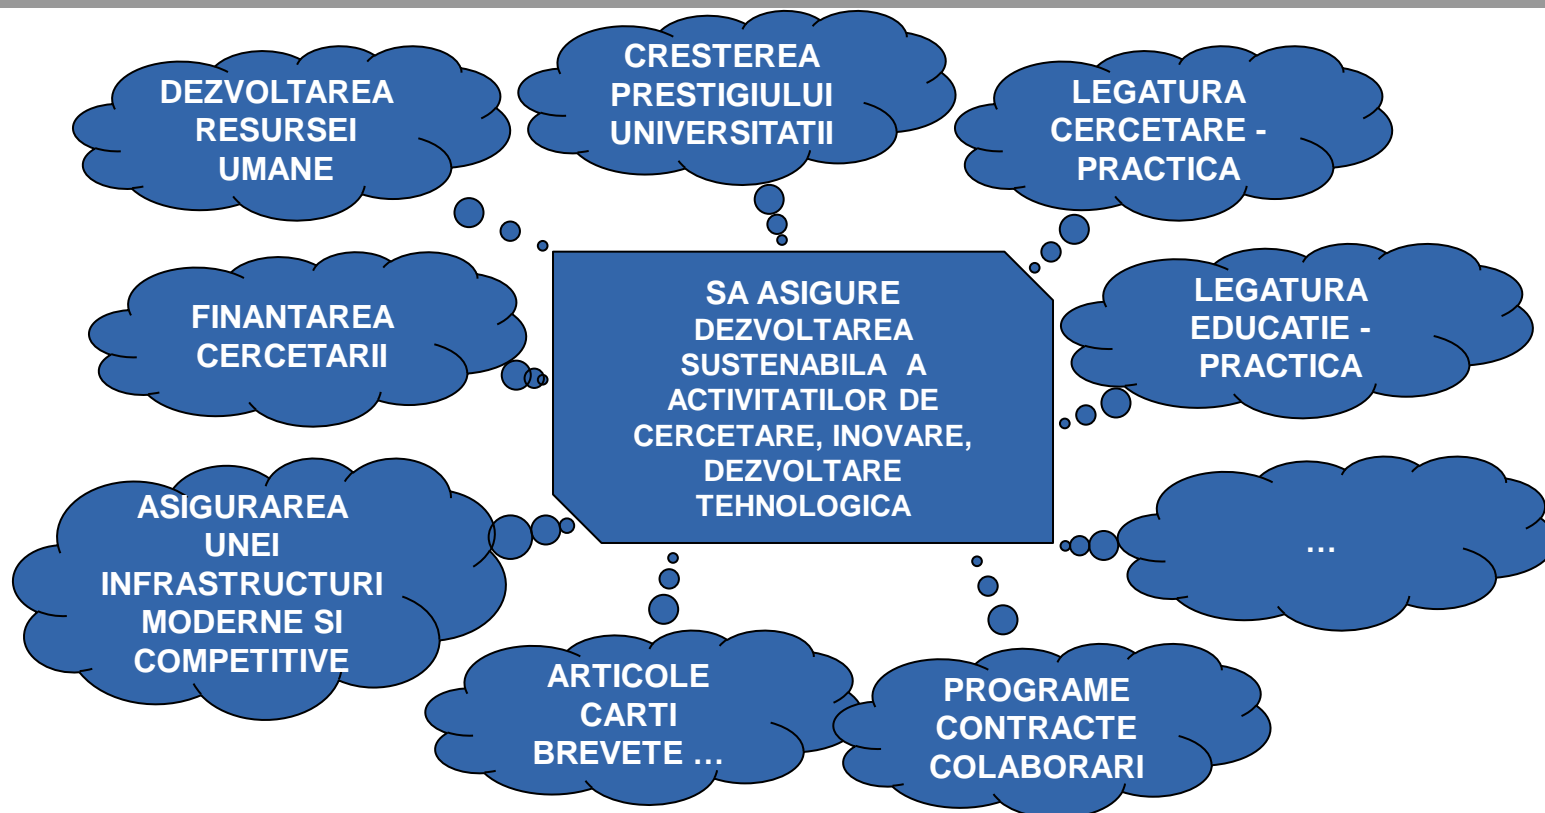 DEZVOLTAREA
RESURSEI
UMANE
CRESTEREA
PRESTIGIULUI
UNIVERSITATII
LEGATURA
CERCETARE -
PRACTICA
FINANTAREA
CERCETARII
SA ASIGURE
DEZVOLTAREA
SUSTENABILA A
ACTIVITATILOR DE
CERCETARE, INOVARE,
DEZVOLTARE
TEHNOLOGICA
LEGATURA
EDUCATIE -
PRACTICA
ASIGURAREA
UNEI
INFRASTRUCTURI
MODERNE SI
COMPETITIVE
…
ARTICOLE
CARTI
BREVETE …
PROGRAME
CONTRACTE
COLABORARI